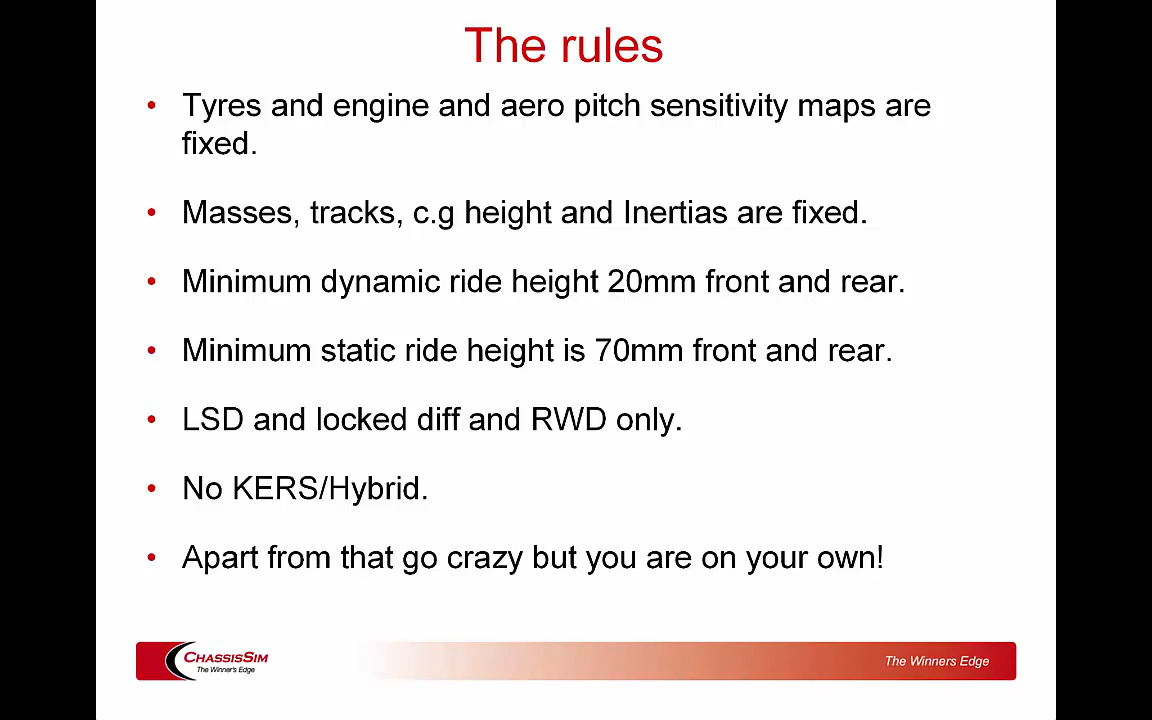 The rules
• Tyres and engine and aero pitch sensitivity maps are
fixed.
• Masses, tracks, c.g height and Inertias are fixed.
• Minimum dynamic ride height 20mm front and rear.
• Minimum static ride height is 70mm front and rear.
• LSD and locked diff and RWD only.
• No KERS/Hybrid.
• Apart from that go crazy but you are on your own!
CHASSISSIM
The Winner's Edge
The Winners Edge